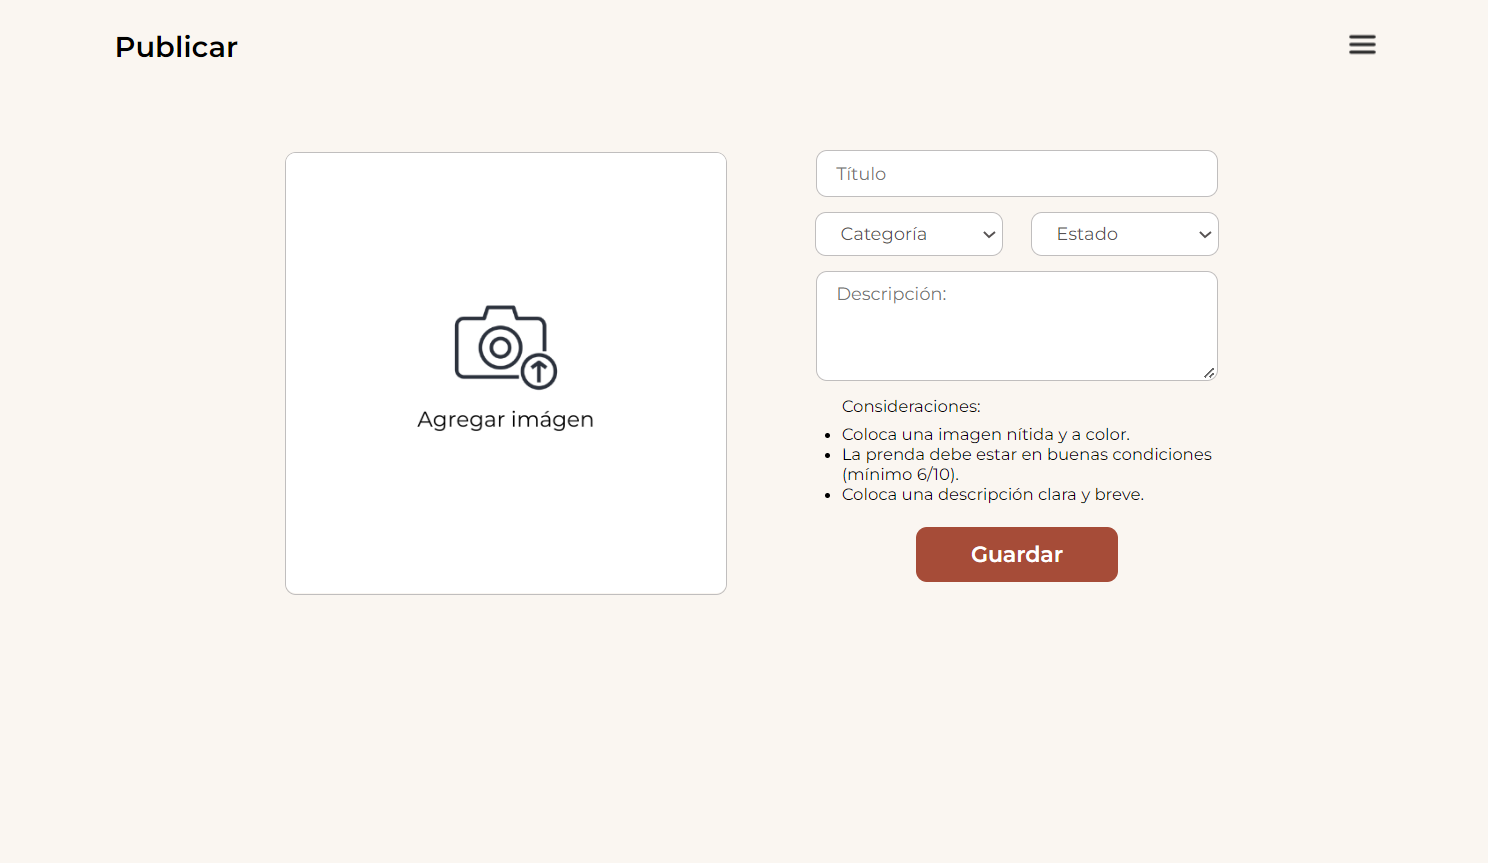 Publicar
Agregar imágen
Título
Categoría
Estado
Descripción:
Consideraciones:
Coloca una imagen nítida y a color.
La prenda debe estar en buenas condiciones
(mínimo 6/10).
Coloca una descripción clara y breve.
Guardar